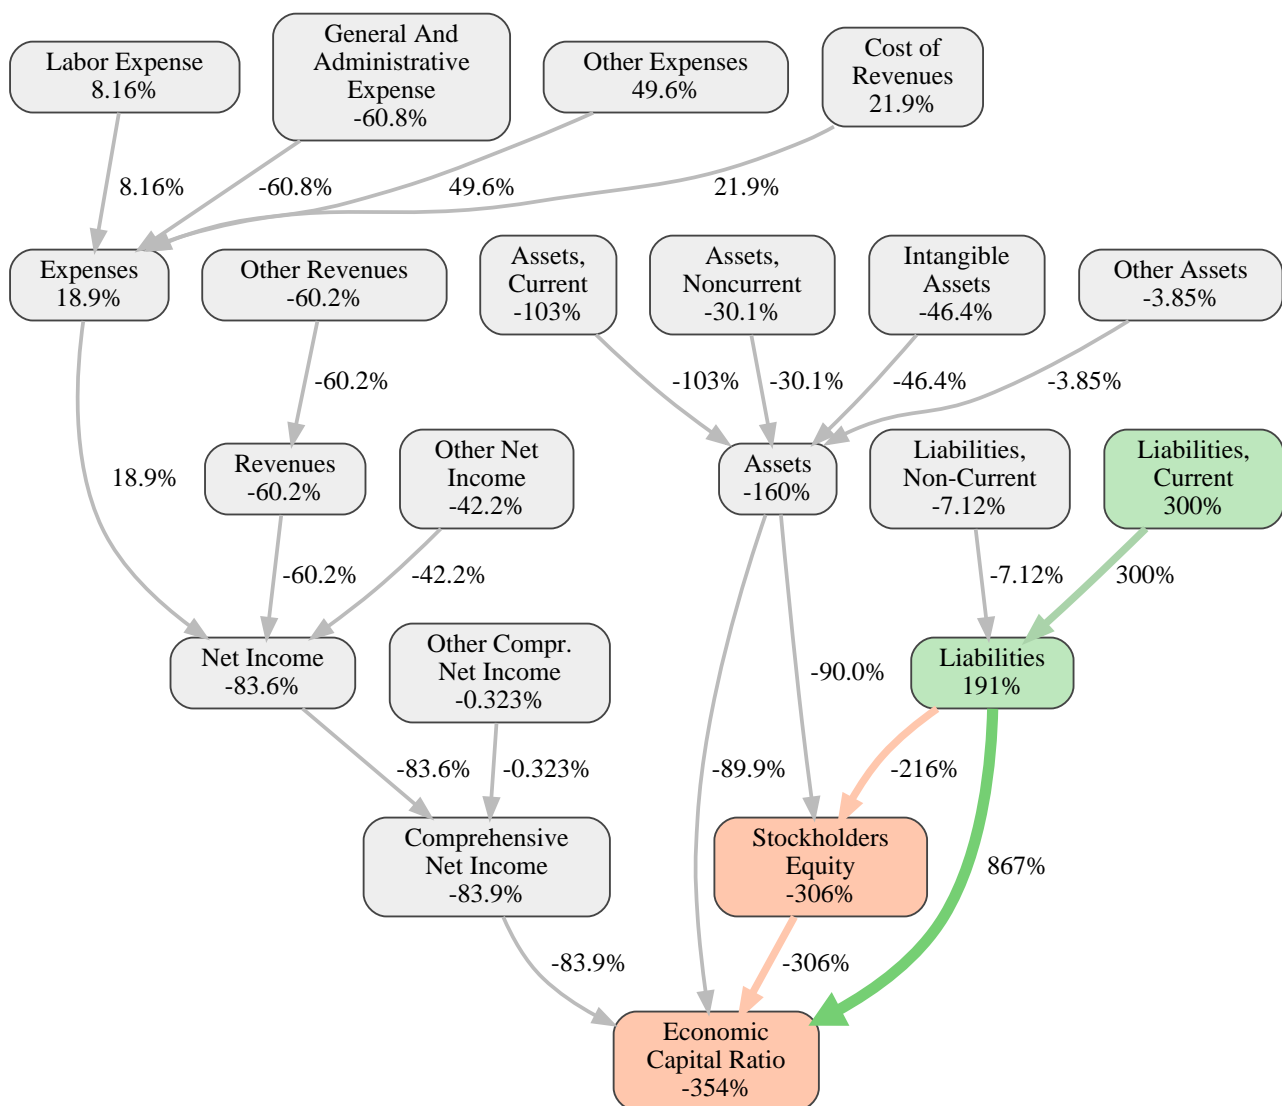 Labor Expense
8.16%
General And
Administrative
Expense
-60.8%
Other Expenses
49.6%
Cost of
Revenues
21.9%
8.16%
-60.8%
49.6%
21.9%
Expenses
18.9%
Other Revenues
-60.2%
Assets,
Current
-103%
Assets,
Noncurrent
-30.1%
Intangible
Assets
-46.4%
Other Assets
-3.85%
-60.2%
-103%
-30.1%
-46.4%
-3.85%
18.9%
Revenues
-60.2%
Other Net
Income
-42.2%
Assets
-160%
Liabilities,
Non-Current
-7.12%
Liabilities,
Current
300%
-60.2%
-42.2%
-7.12%
300%
Net Income
-83.6%
Other Compr.
Net Income
-0.323%
-90.0%
Liabilities
191%
-83.6%
-0.323%
-89.9%
-216%
Comprehensive
Net Income
-83.9%
Stockholders
Equity
-306%
867%
-83.9%
-306%
Economic
Capital Ratio
-354%